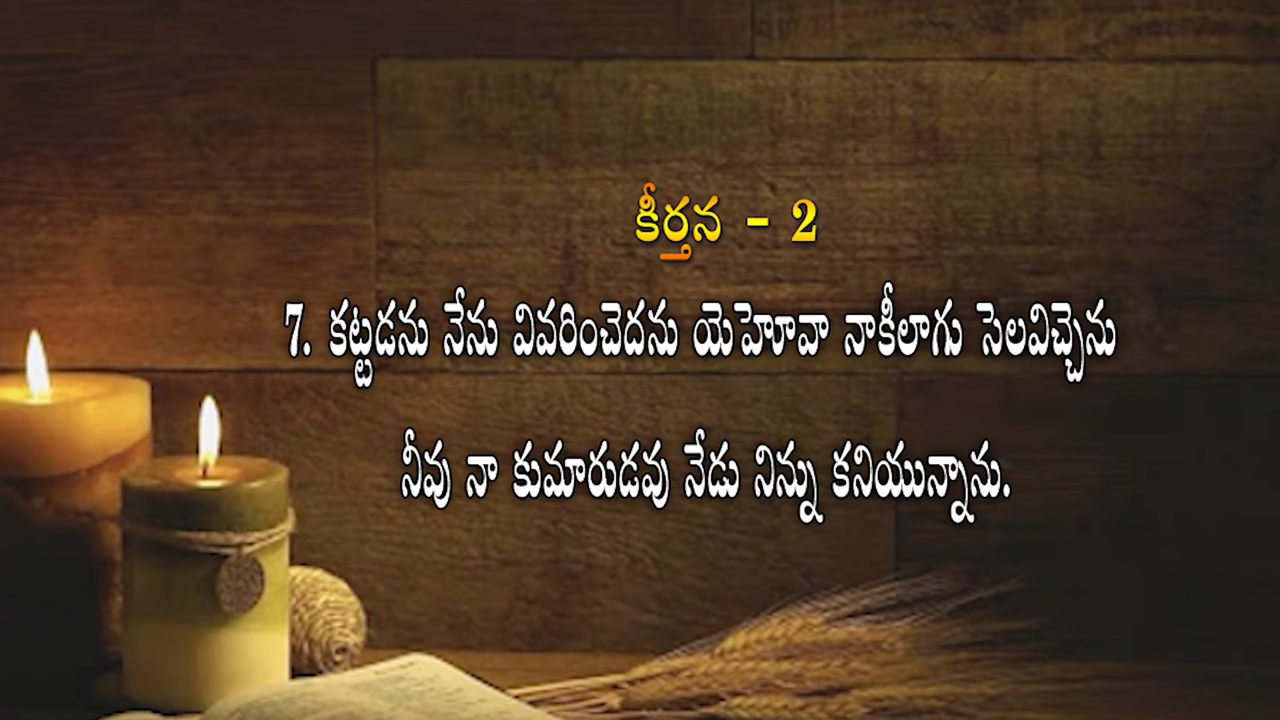 కీర్తన - 2
7. కట్టడను నేను వివరించెదను యెహోవా నాకీలాగు సెలవిచ్చెను
నీవు నా కుమారుడవు నేడు నిన్ను కనియున్నాను.